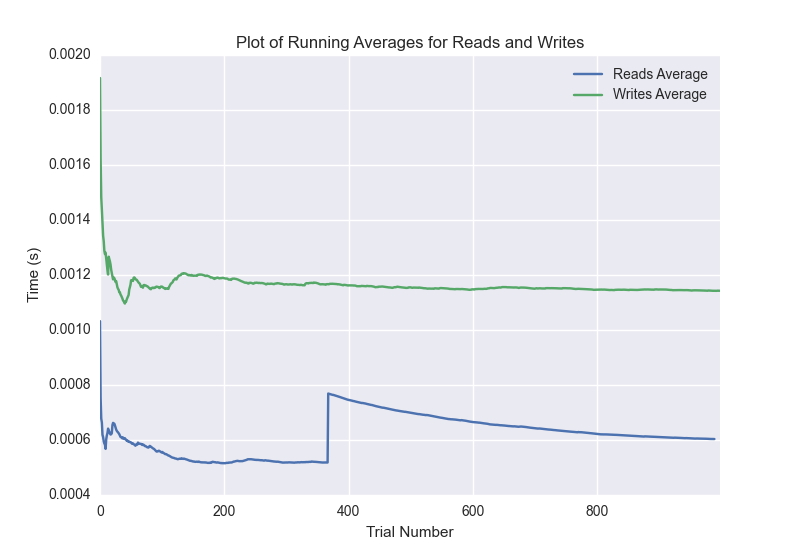 Plot of Running Averages for Reads and Writes
0.0020
0.0018
0.0016
0.0014
0.0012
0.0010
0.0008
0.0006
0.0004
Time (s)
Reads Average
Writes Average
0 200 400 600 800
Trial Number